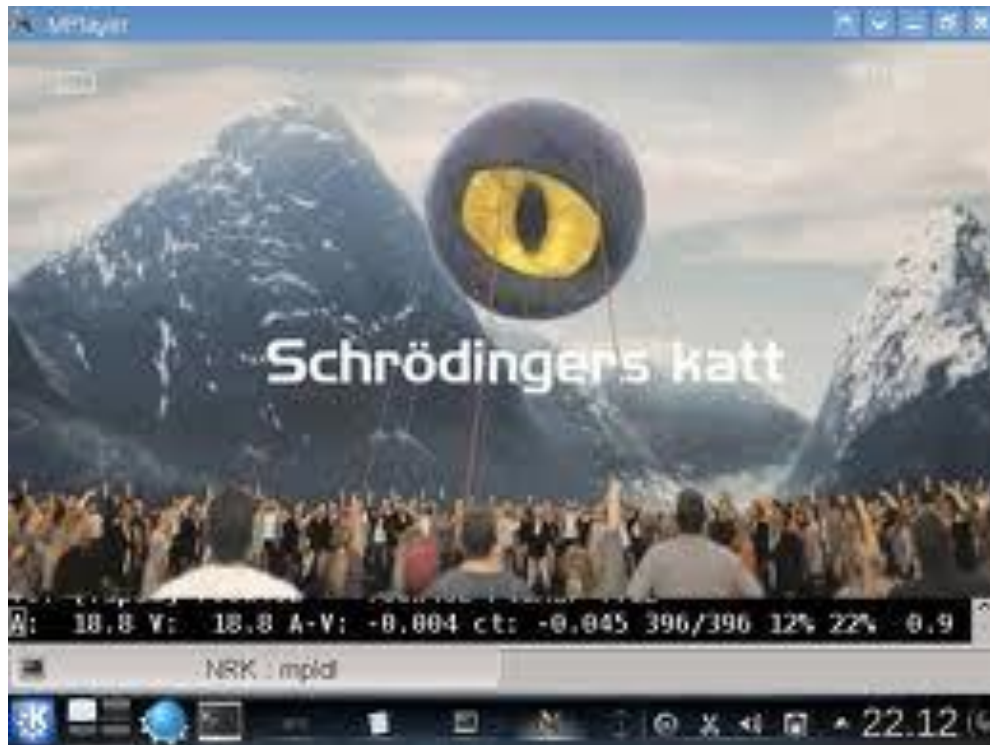 MPlayer
Schrödingers katt
A: 18.8 V: 18.8 A-V: -0.004 ct: -0.045 396/396 12% 22% 0.9
NRK : mpldl
22.12